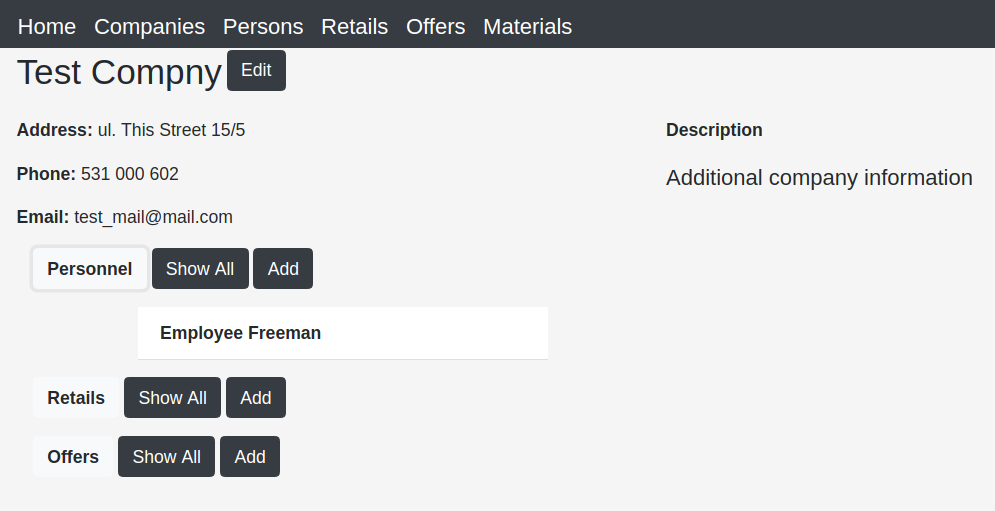 Home Companies Persons Retails Offers Materials
Test Compny Edit
Address: ul. This Street 15/5
Phone: 531 000 602
Email: test_mail@mail.com
Description
Additional company information
Personnel Show All Add
Employee Freeman
Retails Show All Add
Offers Show All Add